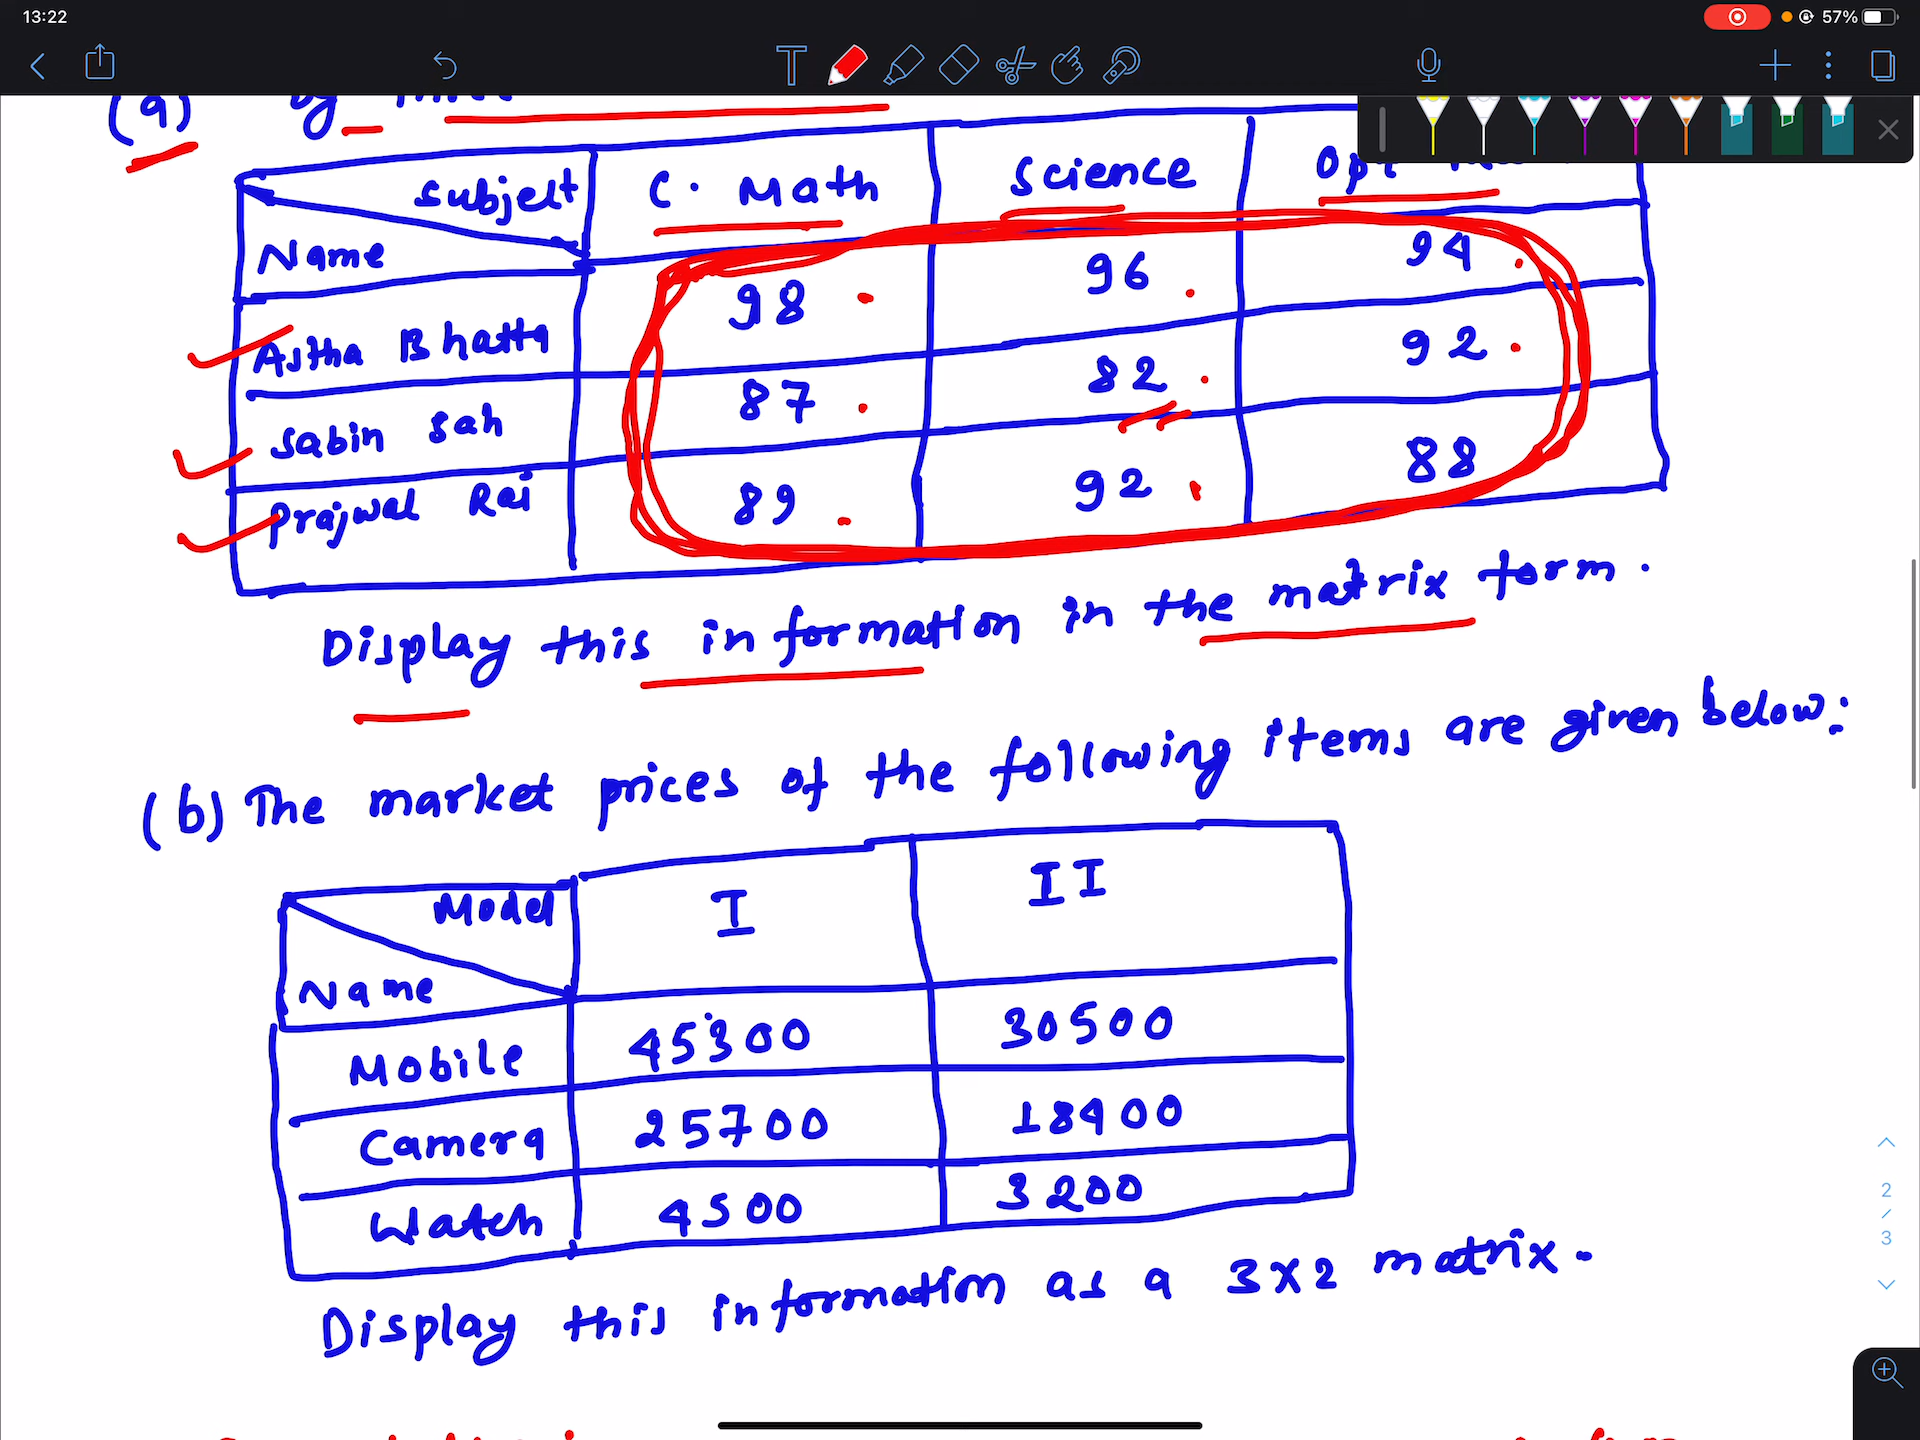 13:22
57%
(a) by
Subject C. Math Science Opt
Name
Astha Bhatta 98 96 94
Sabin Sah 87 82 92
Prajwal Rai 89 92 88
Display this information in the matrix form.
(b) The market prices of the following items are given below:
Model I II
Name
Mobile 45300 30500
Camera 25700 18400
Watch 4500 3200
Display this information as a 3x2 matrix.
2
/
3